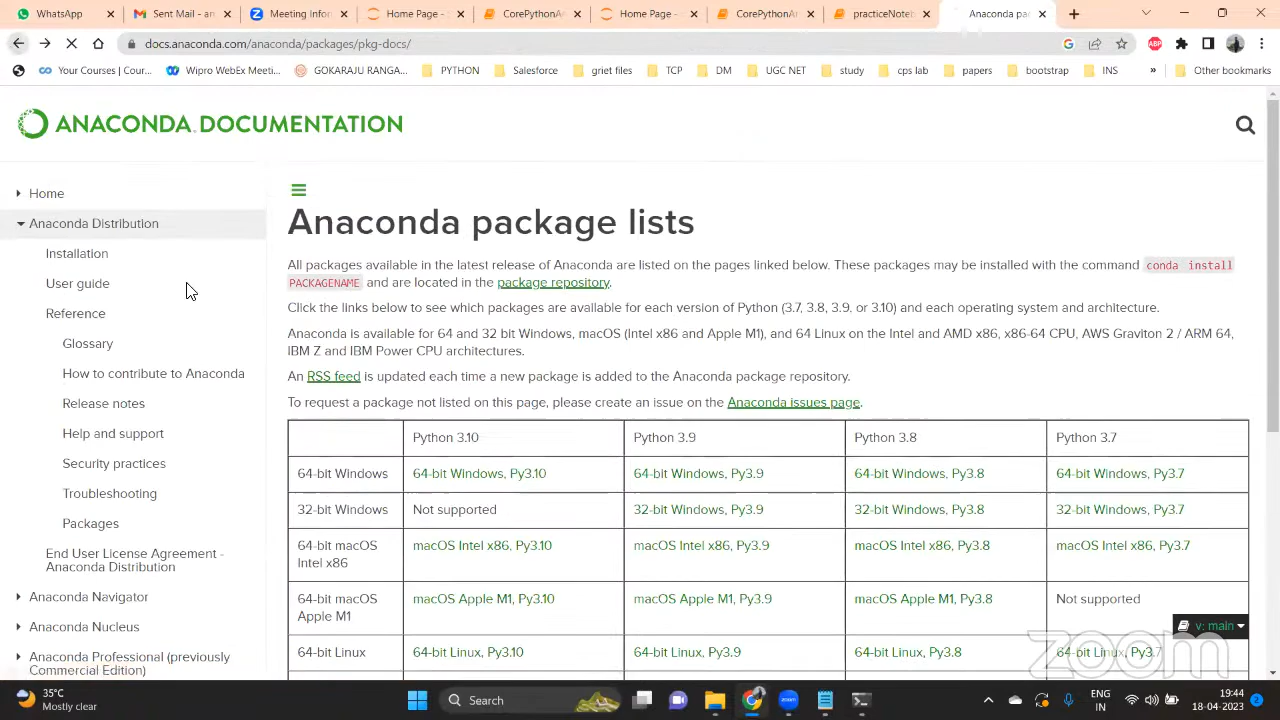 WhatsApp
Sent Mail - an
Meeting Infor
Home Page -
CorePythonAn
Home Page -
CorePythonAn
practiceNoteb
Anaconda pac
docs.anaconda.com/anaconda/packages/pkg-docs/
ABP
Your Courses | Cour...
Wipro WebEx Meeti...
GOKARAJU RANGA...
PYTHON
Salesforce
griet files
TCP
DM
UGC NET
study
cps lab
papers
bootstrap
INS
»
Other bookmarks
ANACONDA.DOCUMENTATION
Home
Anaconda Distribution
Installation
User guide
Reference
Glossary
How to contribute to Anaconda
Release notes
Help and support
Security practices
Troubleshooting
Packages
End User License Agreement -
Anaconda Distribution
Anaconda Navigator
Anaconda Nucleus
Anaconda Professional (previously
Commercial Edition)
Anaconda package lists
All packages available in the latest release of Anaconda are listed on the pages linked below. These packages may be installed with the command conda install
PACKAGENAME and are located in the package repository.
Click the links below to see which packages are available for each version of Python (3.7, 3.8, 3.9, or 3.10) and each operating system and architecture.
Anaconda is available for 64 and 32 bit Windows, macOS (Intel x86 and Apple M1), and 64 Linux on the Intel and AMD x86, x86-64 CPU, AWS Graviton 2 / ARM 64,
IBM Z and IBM Power CPU architectures.
An RSS feed is updated each time a new package is added to the Anaconda package repository.
To request a package not listed on this page, please create an issue on the Anaconda issues page.
Python 3.10 Python 3.9 Python 3.8 Python 3.7
64-bit Windows 64-bit Windows, Py3.10 64-bit Windows, Py3.9 64-bit Windows, Py3.8 64-bit Windows, Py3.7
32-bit Windows Not supported 32-bit Windows, Py3.9 32-bit Windows, Py3.8 32-bit Windows, Py3.7
64-bit macOS
Intel x86 macOS Intel x86, Py3.10 macOS Intel x86, Py3.9 macOS Intel x86, Py3.8 macOS Intel x86, Py3.7
64-bit macOS
Apple M1 macOS Apple M1, Py3.10 macOS Apple M1, Py3.9 macOS Apple M1, Py3.8 Not supported
v: main
64-bit Linux 64-bit Linux, Py3.10 64-bit Linux, Py3.9 64-bit Linux, Py3.8 64-bit Linux, Py3.7
zoom
35°C
Mostly clear
Search
ENG
IN
19:44
18-04-2023
2